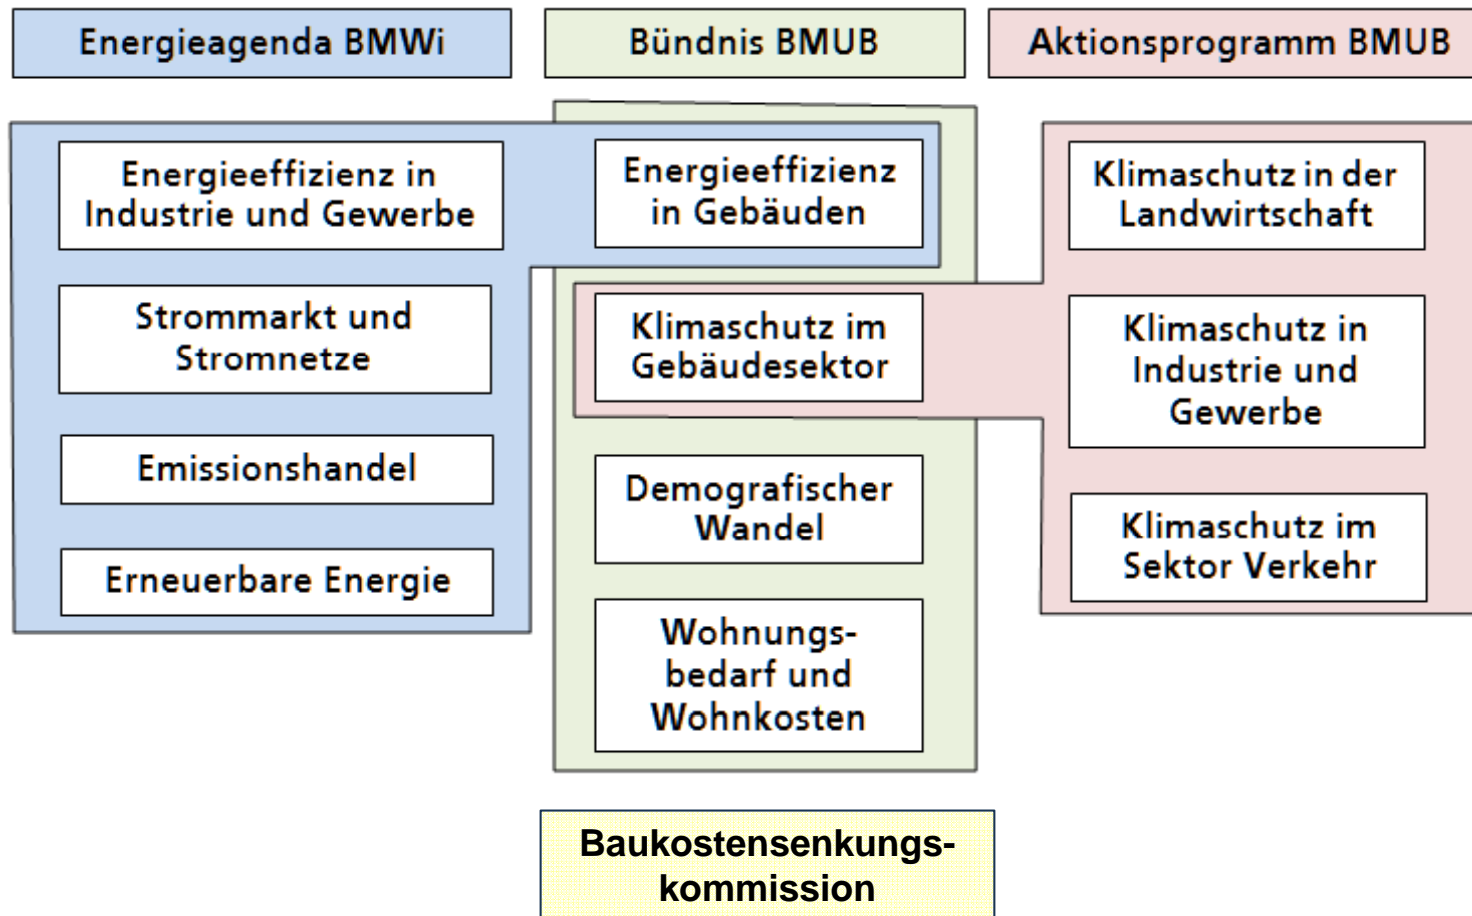 Energieagenda BMWi
Bündnis BMUB
Aktionsprogramm BMUB
Energieeffizienz in
Industrie und Gewerbe
Strommarkt und
Stromnetze
Emissionshandel
Erneuerbare Energie
Energieeffizienz
in Gebäuden
Klimaschutz im
Gebäudesektor
Demografischer
Wandel
Wohnungs-
bedarf und
Wohnkosten
Klimaschutz in der
Landwirtschaft
Klimaschutz in
Industrie und
Gewerbe
Klimaschutz im
Sektor Verkehr
Baukostensenkungs-
kommission